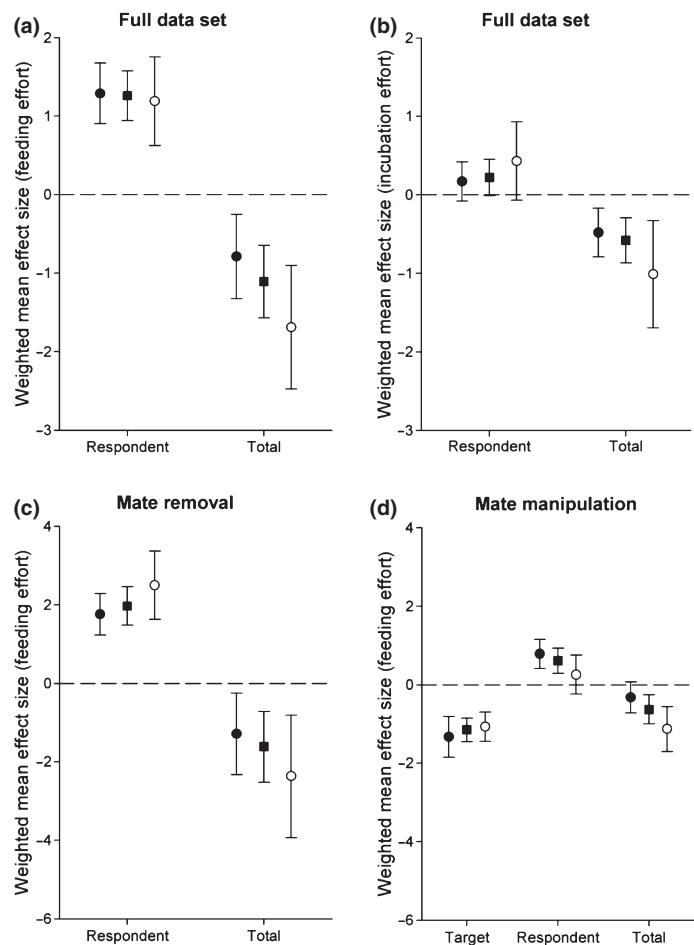 (a)
Full data set
Weighted mean effect size (feeding effort)
2
1
0
−1
−2
−3
Respondent
Total
(b)
Full data set
Weighted mean effect size (incubation effort)
2
1
0
−1
−2
−3
Respondent
Total
(c)
Mate removal
Weighted mean effect size (feeding effort)
4
2
0
−2
−4
−6
Respondent
Total
(d)
Mate manipulation
Weighted mean effect size (feeding effort)
4
2
0
−2
−4
−6
Target
Respondent
Total